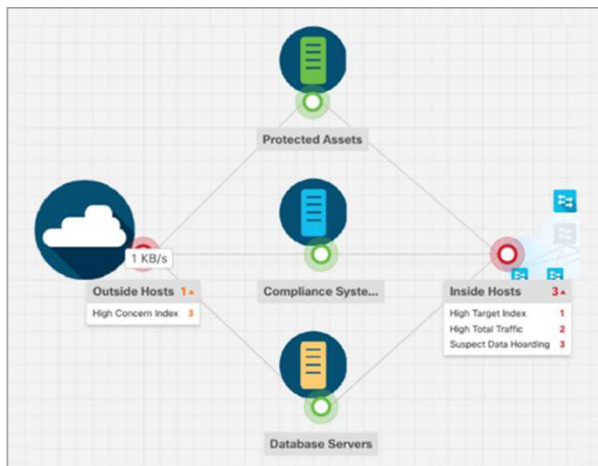 Protected Assets
1 KB/s
Outside Hosts 1
High Concern Index 3
Compliance Syste...
Inside Hosts 3
High Target Index 1
High Total Traffic 2
Suspect Data Hoarding 3
Database Servers